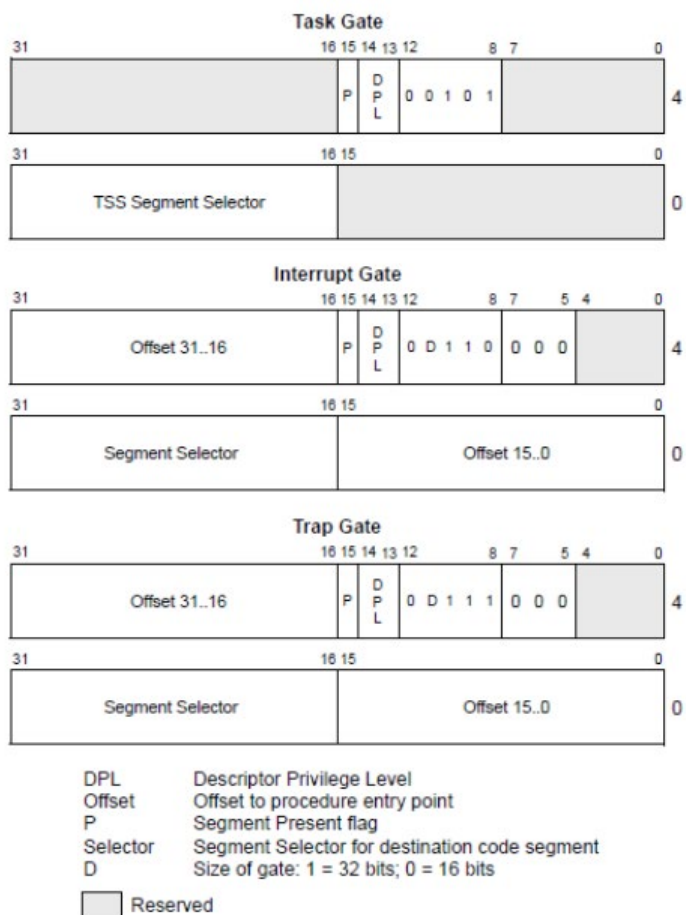 Task Gate
31 16 15 14 13 12 8 7 0
P DPL 0 0 1 0 1 4
31 16 15 0
TSS Segment Selector 0
Interrupt Gate
31 16 15 14 13 12 8 7 5 4 0
Offset 31..16 P DPL 0 D 1 1 0 0 0 0 4
31 16 15 0
Segment Selector Offset 15..0 0
Trap Gate
31 16 15 14 13 12 8 7 5 4 0
Offset 31..16 P DPL 0 D 1 1 1 0 0 0 4
31 16 15 0
Segment Selector Offset 15..0 0
DPL Descriptor Privilege Level
Offset Offset to procedure entry point
P Segment Present flag
Selector Segment Selector for destination code segment
D Size of gate: 1 = 32 bits; 0 = 16 bits
Reserved